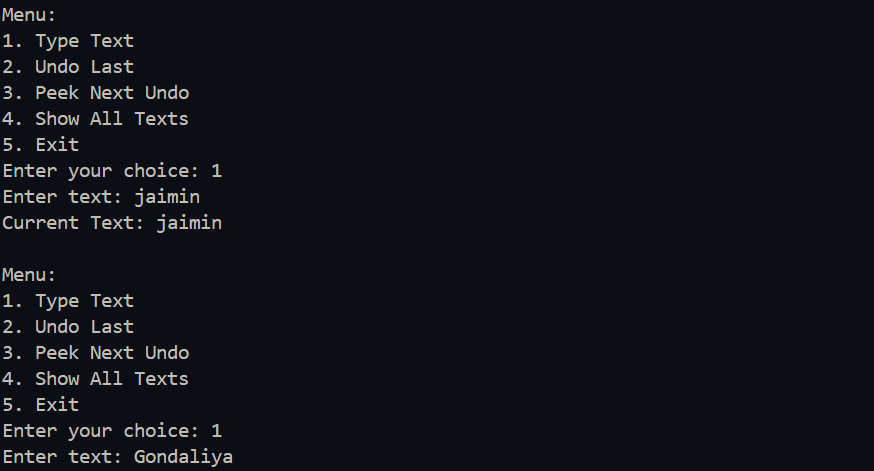 Menu:
1. Type Text
2. Undo Last
3. Peek Next Undo
4. Show All Texts
5. Exit
Enter your choice: 1
Enter text: jaimin
Current Text: jaimin

Menu:
1. Type Text
2. Undo Last
3. Peek Next Undo
4. Show All Texts
5. Exit
Enter your choice: 1
Enter text: Gondaliya